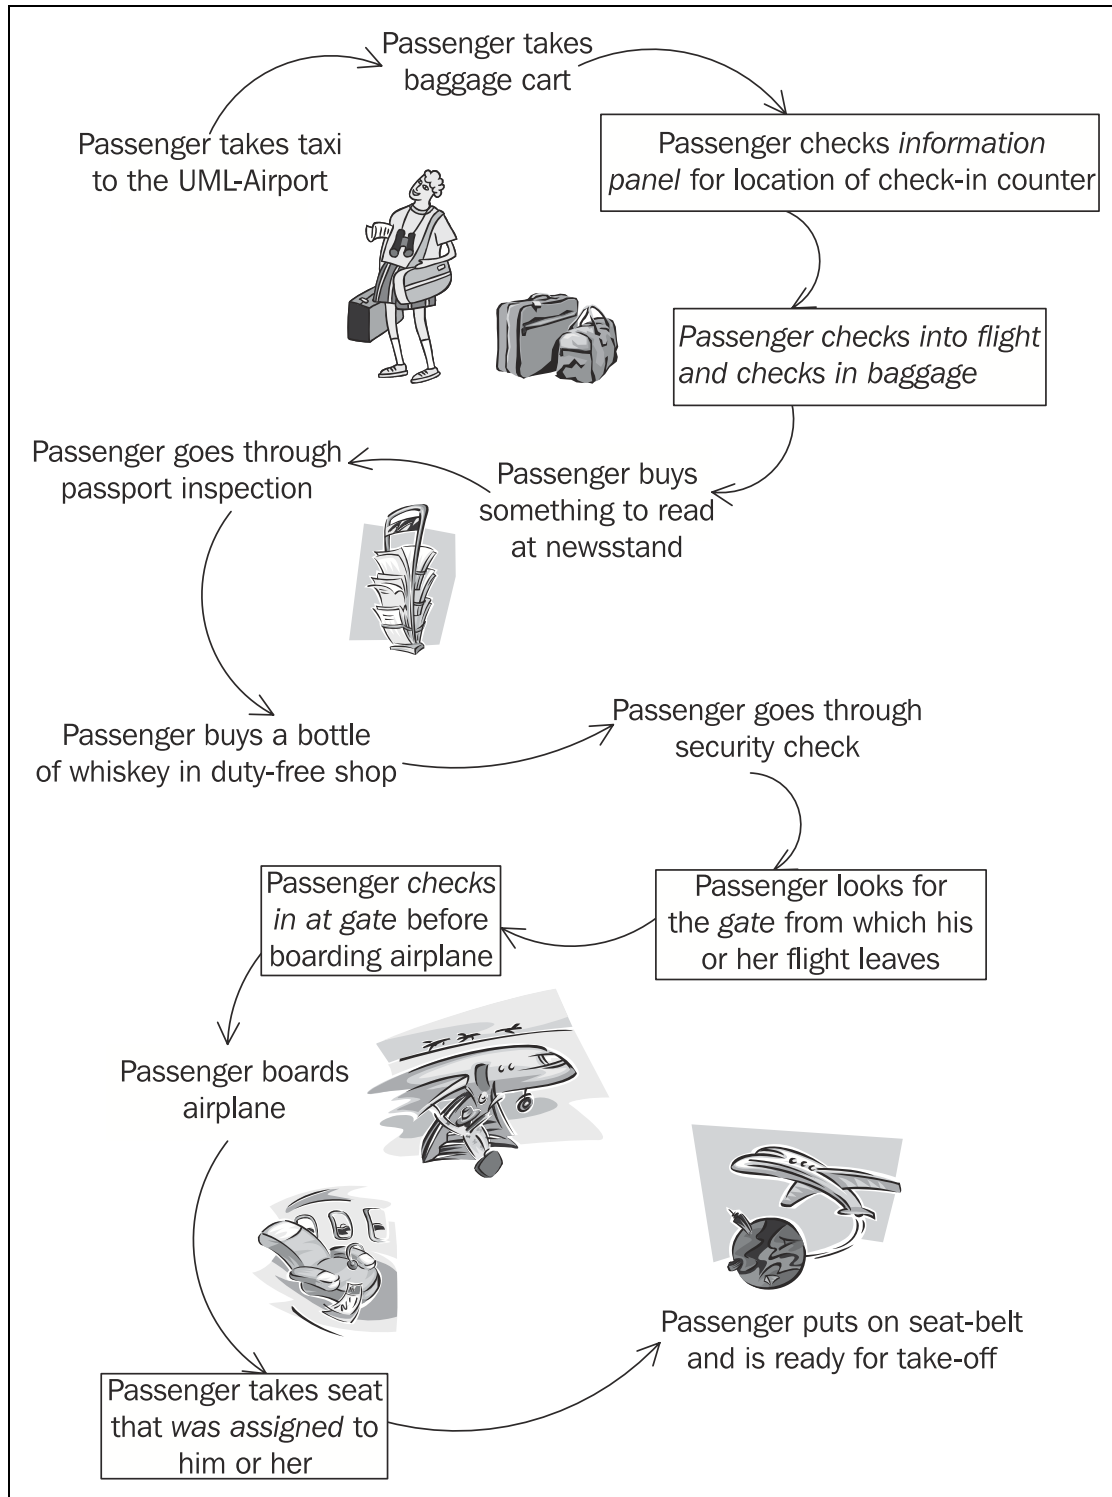 Passenger takes
baggage cart
Passenger takes taxi
to the UML-Airport
Passenger checks information
panel for location of check-in counter
Passenger checks into flight
and checks in baggage
Passenger buys
something to read
at newsstand
Passenger goes through
passport inspection
Passenger buys a bottle
of whiskey in duty-free shop
Passenger goes through
security check
Passenger looks for
the gate from which his
or her flight leaves
Passenger checks
in at gate before
boarding airplane
Passenger boards
airplane
Passenger takes seat
that was assigned to
him or her
Passenger puts on seat-belt
and is ready for take-off